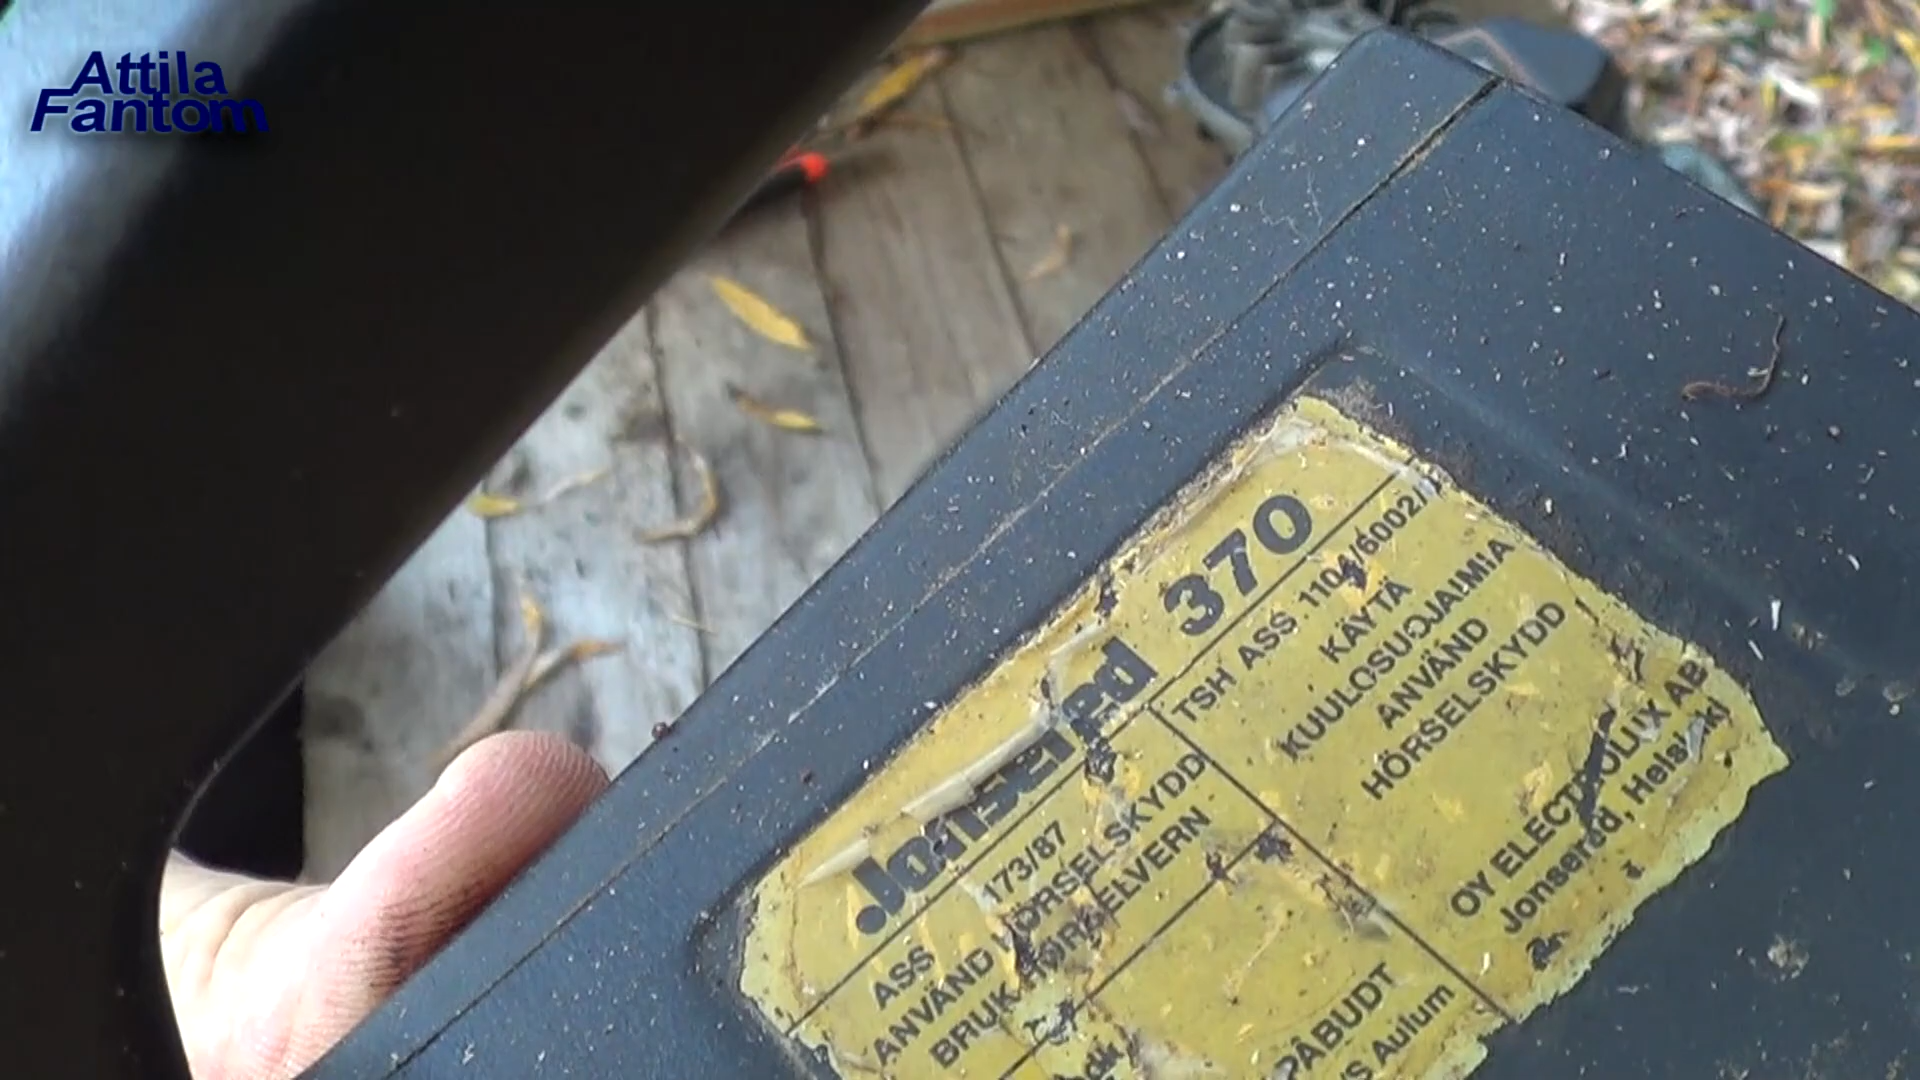 Attila
Fantom
Jonsered 370
ASS 173/87
ANVÄND HÖRSELSKYDD
BRUK HØRSELVERN
TSH ASS 1104/6002/
KÄYTÄ
KUULOSUOJAIMIA
ANVÄND
HÖRSELSKYDD
OY ELECTROLUX AB
Jonsered, Helsinki
PÅBUDT
Aulum